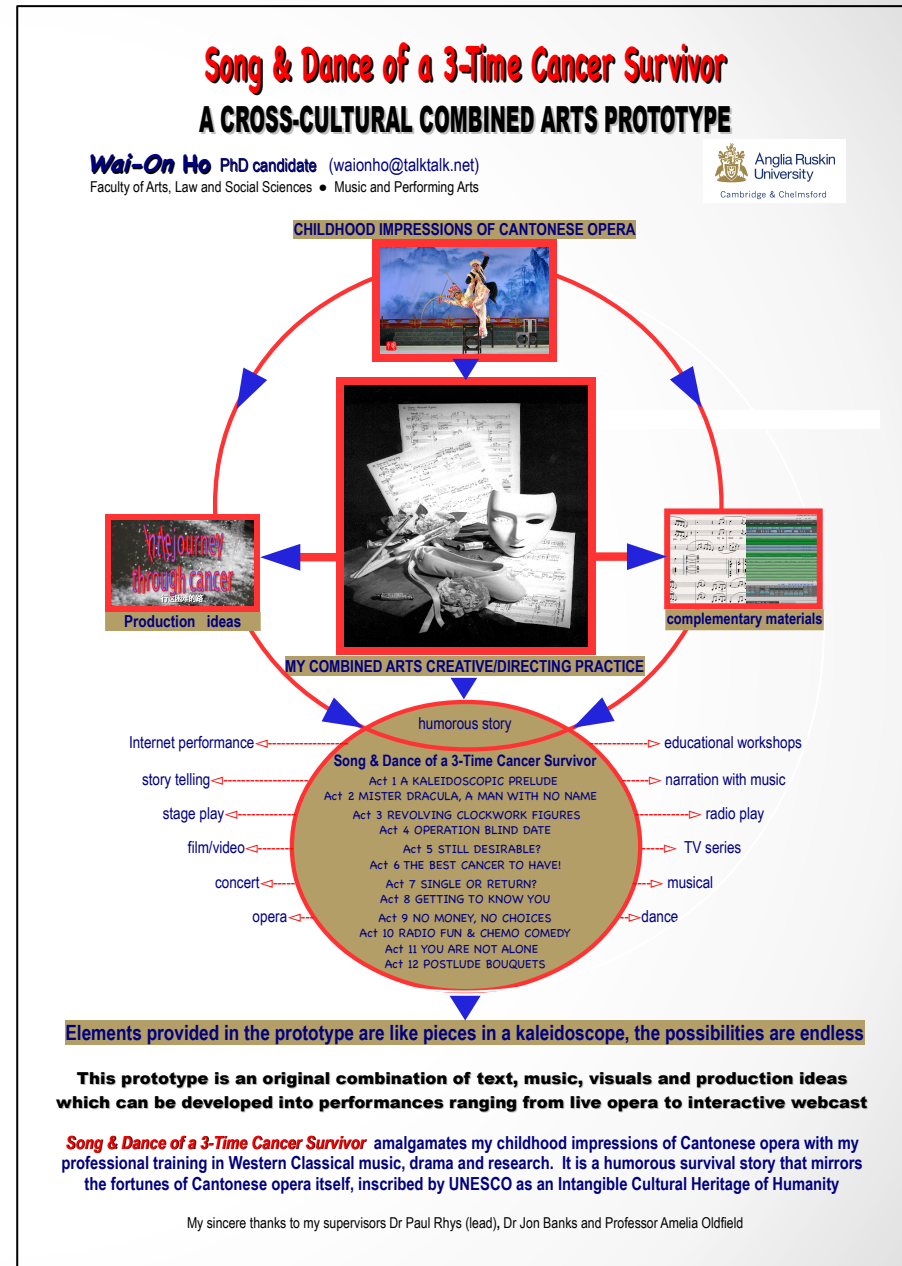 Song & Dance of a 3-Time Cancer Survivor
A CROSS-CULTURAL COMBINED ARTS PROTOTYPE
Wai-On Ho PhD candidate (waionho@talktalk.net)
Faculty of Arts, Law and Social Sciences ● Music and Performing Arts
Anglia Ruskin
University
Cambridge & Chelmsford
CHILDHOOD IMPRESSIONS OF CANTONESE OPERA
through cancer
Production ideas
complementary materials
MY COMBINED ARTS CREATIVE/DIRECTING PRACTICE
humorous story
Internet performance
story telling
stage play
film/video
concert
opera
Song & Dance of a 3-Time Cancer Survivor
Act 1 A KALEIDOSCOPIC PRELUDE
Act 2 MISTER DRACULA, A MAN WITH NO NAME
Act 3 REVOLVING CLOCKWORK FIGURES
Act 4 OPERATION BLIND DATE
Act 5 STILL DESIRABLE?
Act 6 THE BEST CANCER TO HAVE!
Act 7 SINGLE OR RETURN?
Act 8 GETTING TO KNOW YOU
Act 9 NO MONEY, NO CHOICES
Act 10 RADIO FUN & CHEMO COMEDY
Act 11 YOU ARE NOT ALONE
Act 12 POSTLUDE BOUQUETS
educational workshops
narration with music
radio play
TV series
musical
dance
Elements provided in the prototype are like pieces in a kaleidoscope, the possibilities are endless
This prototype is an original combination of text, music, visuals and production ideas
which can be developed into performances ranging from live opera to interactive webcast
Song & Dance of a 3-Time Cancer Survivor amalgamates my childhood impressions of Cantonese opera with my
professional training in Western Classical music, drama and research. It is a humorous survival story that mirrors
the fortunes of Cantonese opera itself, inscribed by UNESCO as an Intangible Cultural Heritage of Humanity
My sincere thanks to my supervisors Dr Paul Rhys (lead), Dr Jon Banks and Professor Amelia Oldfield